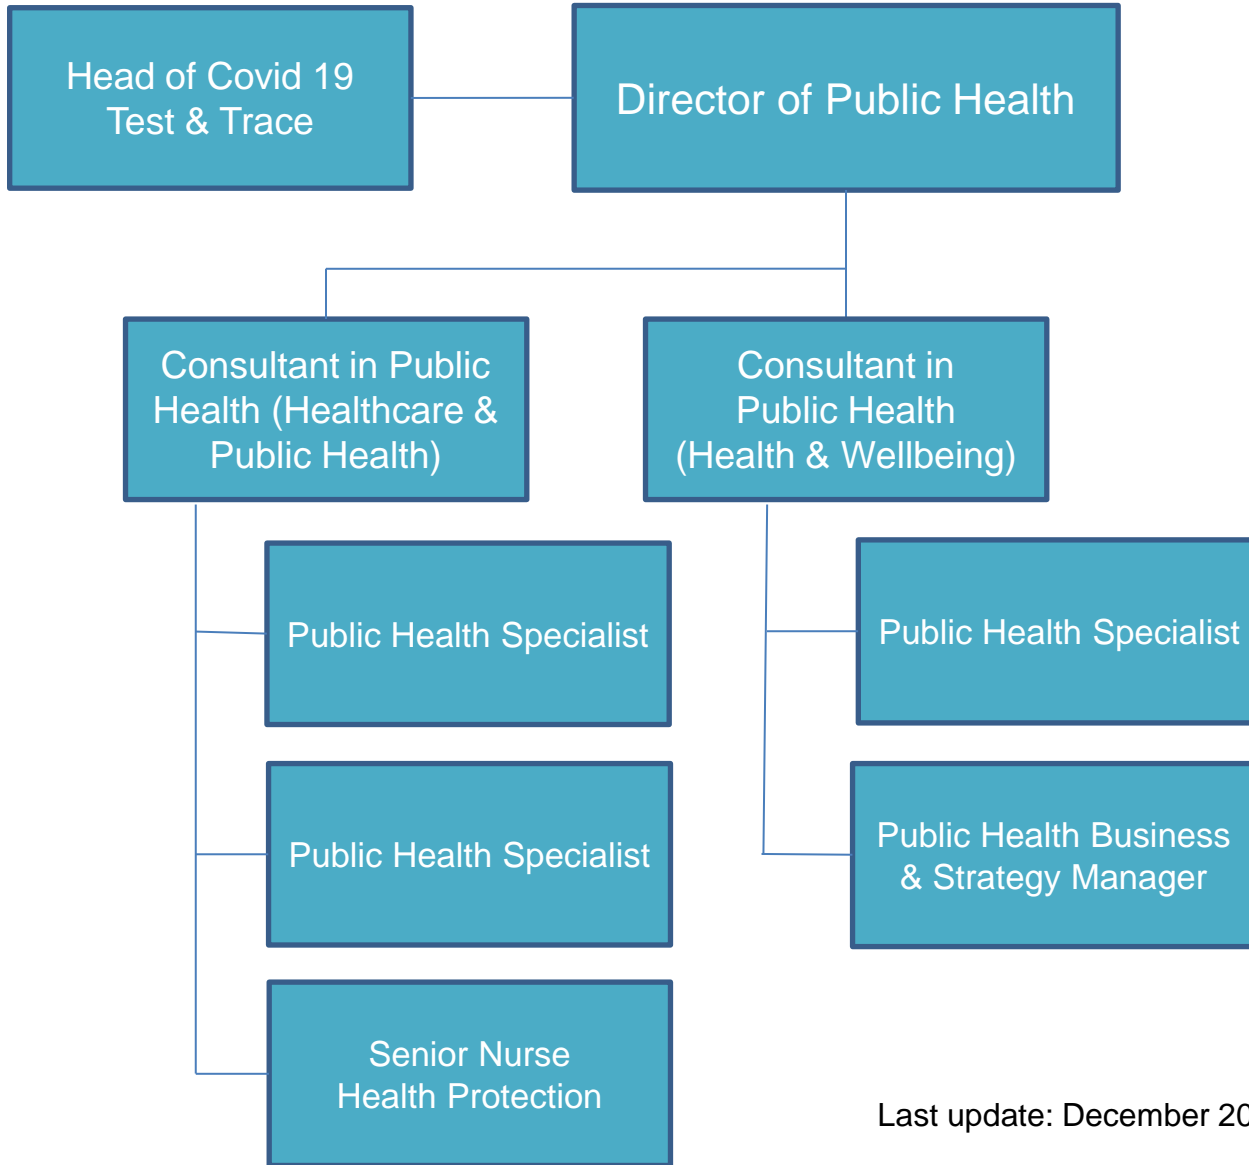 Head of Covid 19
Test & Trace
Director of Public Health
Consultant in Public
Health (Healthcare &
Public Health)
Consultant in
Public Health
(Health & Wellbeing)
Public Health Specialist
Public Health Specialist
Public Health Specialist
Public Health Business
& Strategy Manager
Senior Nurse
Health Protection
Last update: December 20